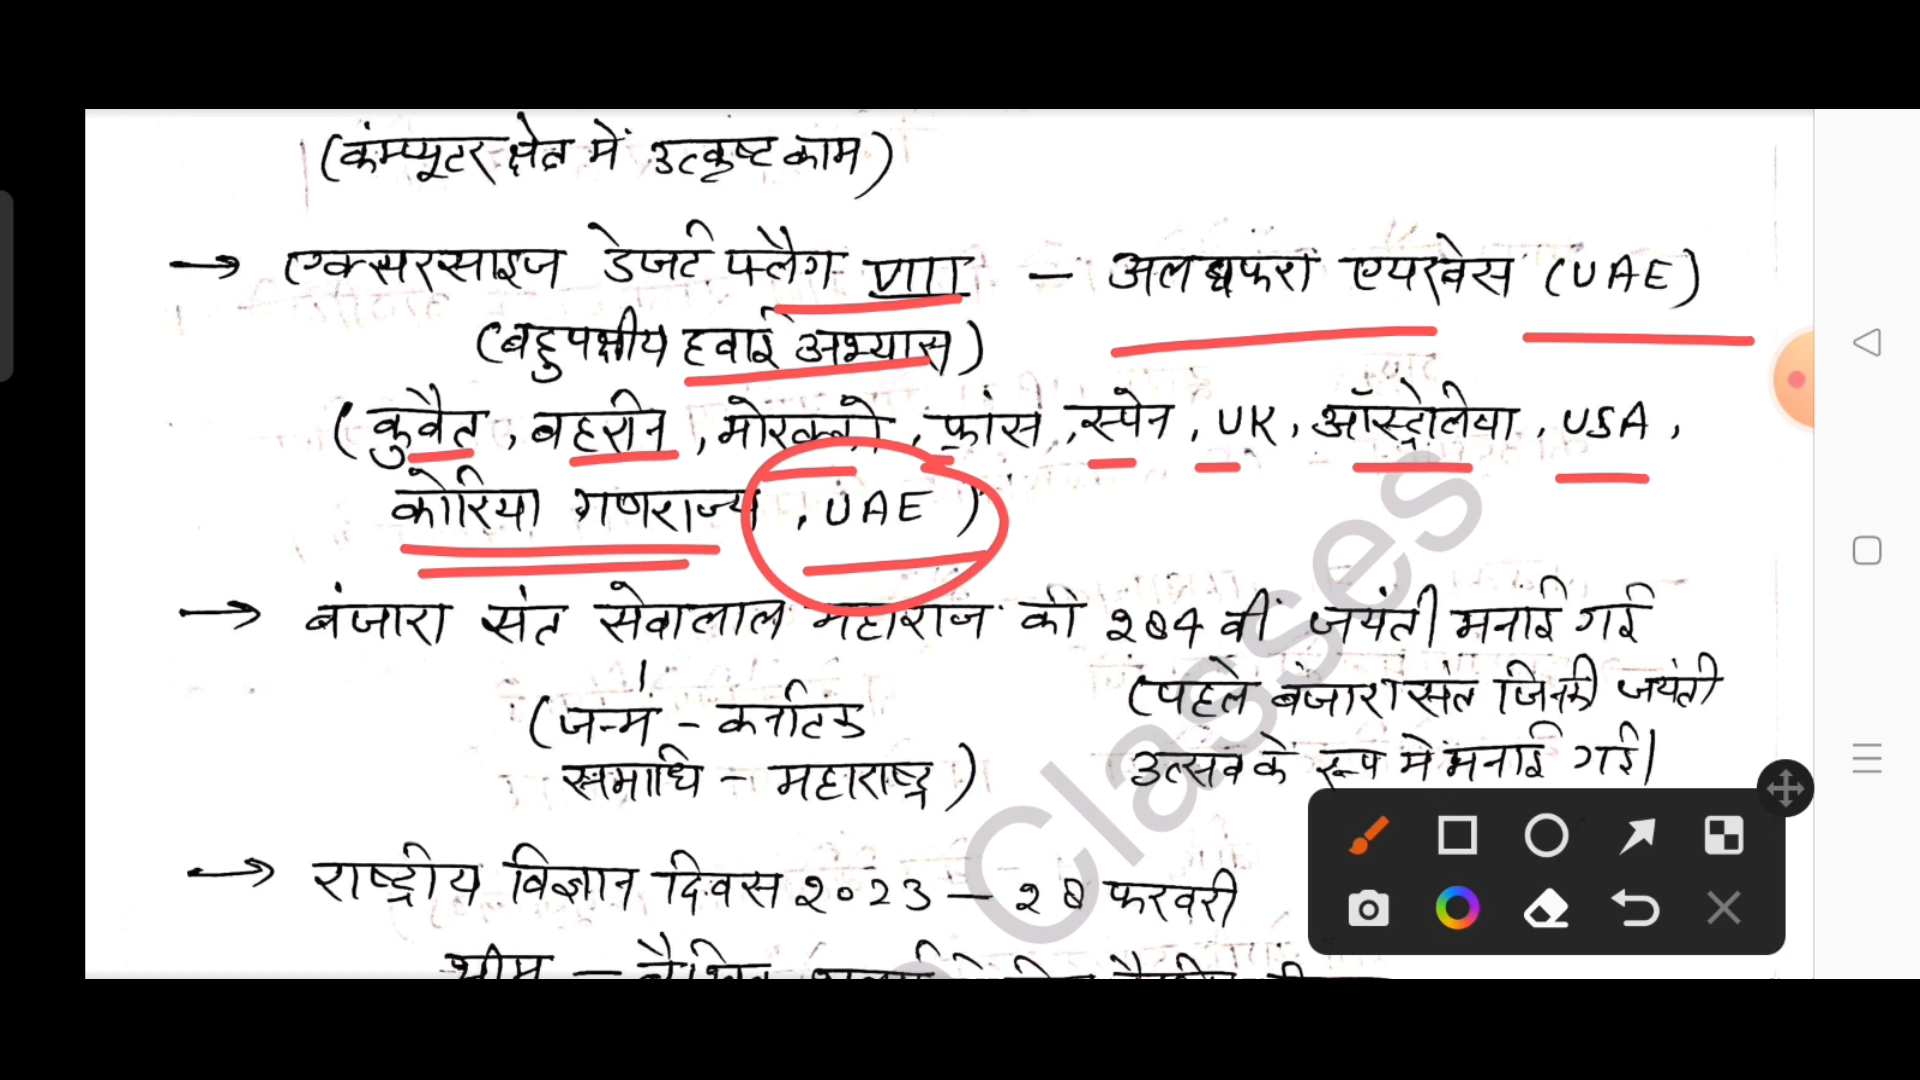 (कंम्प्यूटर क्षेत्र में उत्कृष्ट काम)
→ एक्सरसाइज डेजर्ट फ्लैग VIII – अल धफरा एयरबेस (UAE)
(बहुपक्षीय हवाई अभ्यास)
(कुवैत, बहरीन, मोरक्को, फ्रांस, स्पेन, UK, ऑस्ट्रेलिया, USA,
कोरिया गणराज्य, UAE)
→ बंजारा संत सेवालाल महाराज की 284 वीं जयंती मनाई गई
(जन्म – कर्नाटक
समाधि – महाराष्ट्र)
(पहले बंजारा संत जिनकी जयंती
उत्सव के रूप में मनाई गई।
→ राष्ट्रीय विज्ञान दिवस 2023 – 28 फरवरी
थीम –
Classes